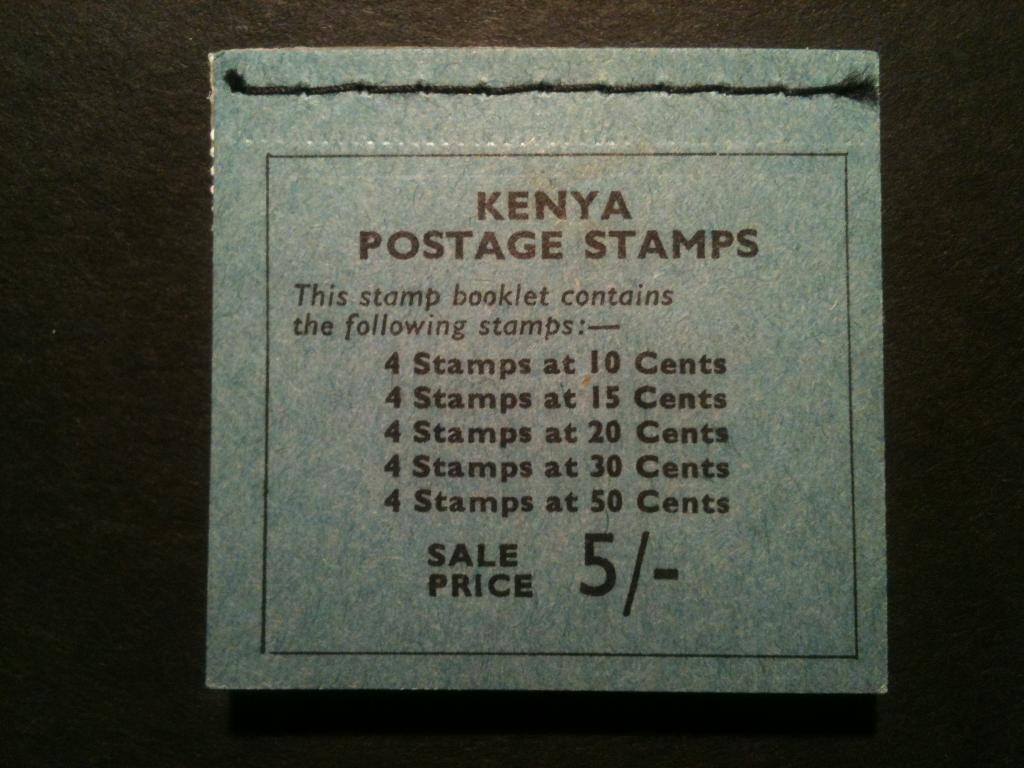 KENYA
POSTAGE STAMPS
This stamp booklet contains
the following stamps:—
4 Stamps at 10 Cents
4 Stamps at 15 Cents
4 Stamps at 20 Cents
4 Stamps at 30 Cents
4 Stamps at 50 Cents
SALE
PRICE 5/-